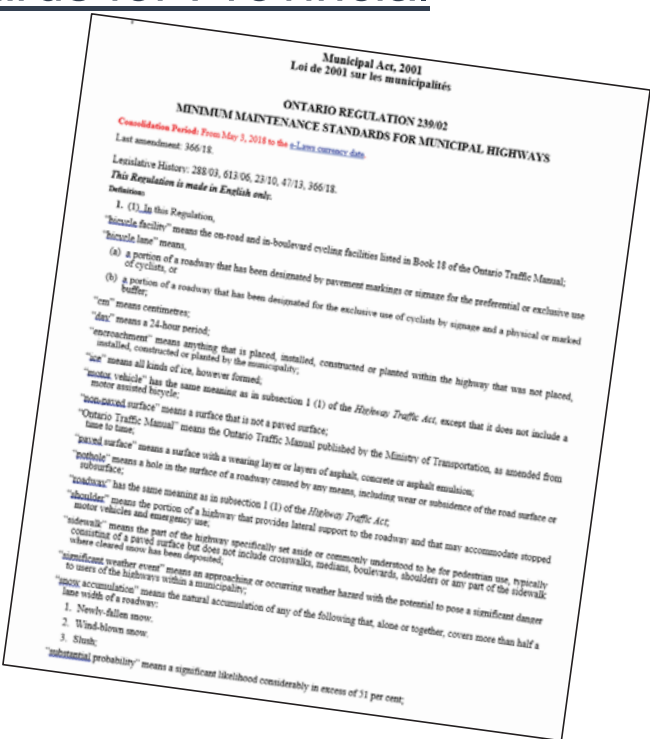 Municipal Act, 2001
Loi de 2001 sur les municipalités
ONTARIO REGULATION 239/02
MINIMUM MAINTENANCE STANDARDS FOR MUNICIPAL HIGHWAYS
Consolidation Period: From May 3, 2018 to the e-Laws currency date.
Last amendment: 366/18.
Legislative History: 288/03, 613/06, 23/10, 47/13, 366/18.
This Regulation is made in English only.
Definitions
1. (1) In this Regulation,
“bicycle facility” means the on-road and in-boulevard cycling facilities listed in Book 18 of the Ontario Traffic Manual;
“bicycle lane” means,
(a) a portion of a roadway that has been designated by pavement markings or signage for the preferential or exclusive use
of cyclists, or
(b) a portion of a roadway that has been designated for the exclusive use of cyclists by signage and a physical or marked
buffer;
“cm” means centimetres;
“day” means a 24-hour period;
“encroachment” means anything that is placed, installed, constructed or planted within the highway that was not placed,
installed, constructed or planted by the municipality;
“ice” means all kinds of ice, however formed;
“motor vehicle” has the same meaning as in subsection 1 (1) of the Highway Traffic Act, except that it does not include a
motor assisted bicycle;
“non-paved surface” means a surface that is not a paved surface;
“Ontario Traffic Manual” means the Ontario Traffic Manual published by the Ministry of Transportation, as amended from
time to time;
“paved surface” means a surface with a wearing layer or layers of asphalt, concrete or asphalt emulsion;
“pothole” means a hole in the surface of a roadway caused by any means, including wear or subsidence of the road surface or
subsurface;
“roadway” has the same meaning as in subsection 1 (1) of the Highway Traffic Act;
“shoulder” means the portion of a highway that provides lateral support to the roadway and that may accommodate stopped
motor vehicles and emergency use;
“sidewalk” means the part of the highway specifically set aside or commonly understood to be for pedestrian use, typically
consisting of a paved surface but does not include crosswalks, medians, boulevards, shoulders or any part of the sidewalk
where cleared snow has been deposited;
“significant weather event” means an approaching or occurring weather hazard with the potential to pose a significant danger
to users of the highways within a municipality;
“snow accumulation” means the natural accumulation of any of the following that, alone or together, covers more than half a
lane width of a roadway:
1. Newly-fallen snow.
2. Wind-blown snow.
3. Slush;
“substantial probability” means a significant likelihood considerably in excess of 51 per cent;